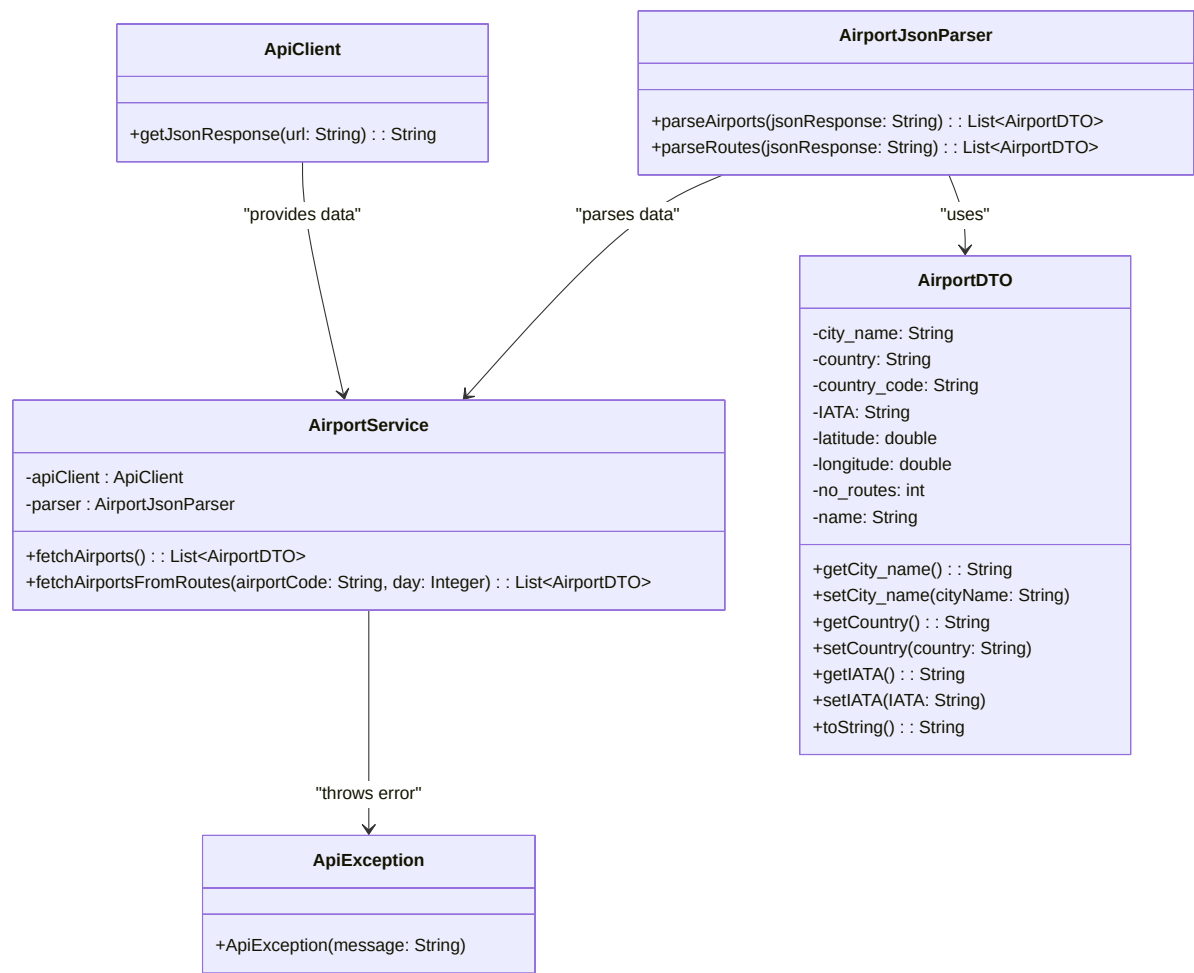 ApiClient
+getJsonResponse(url: String) : : String
AirportJsonParser
+parseAirports(jsonResponse: String) : : List<AirportDTO>
+parseRoutes(jsonResponse: String) : : List<AirportDTO>
"provides data"
"parses data"
"uses"
AirportService
-apiClient : ApiClient
-parser : AirportJsonParser
+fetchAirports() : : List<AirportDTO>
+fetchAirportsFromRoutes(airportCode: String, day: Integer) : : List<AirportDTO>
AirportDTO
-city_name: String
-country: String
-country_code: String
-IATA: String
-latitude: double
-longitude: double
-no_routes: int
-name: String
+getCity_name() : : String
+setCity_name(cityName: String)
+getCountry() : : String
+setCountry(country: String)
+getIATA() : : String
+setIATA(IATA: String)
+toString() : : String
"throws error"
ApiException
+ApiException(message: String)